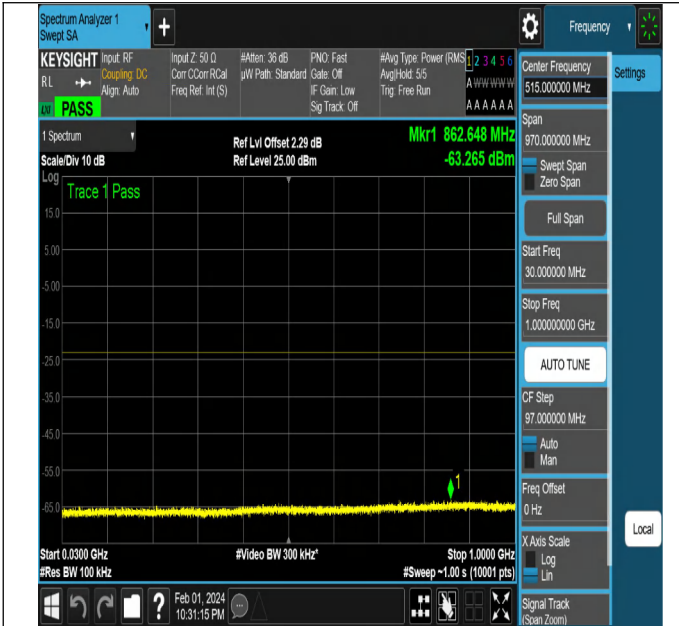 Spectrum Analyzer 1
Swept SA
+
Frequency
KEYSIGHT
RL
LXI
PASS
Input: RF
Coupling: DC
Align: Auto
Input Z: 50 Ω
Corr CCorr RCal
Freq Ref: Int (S)
#Atten: 36 dB
µW Path: Standard
PNO: Fast
Gate: Off
IF Gain: Low
Sig Track: Off
#Avg Type: Power (RMS
Avg|Hold: 5/5
Trig: Free Run
1 2 3 4 5 6
A W W W W W
A A A A A A
Center Frequency
515.000000 MHz
Settings
1 Spectrum
Scale/Div 10 dB
Ref Lvl Offset 2.29 dB
Ref Level 25.00 dBm
Mkr1 862.648 MHz
-63.265 dBm
Log
Trace 1 Pass
15.0
5.00
-5.00
-15.0
-25.0
-35.0
-45.0
-55.0
-65.0
1
Start 0.0300 GHz
#Res BW 100 kHz
#Video BW 300 kHz*
Stop 1.0000 GHz
#Sweep ~1.00 s (10001 pts)
Span
970.000000 MHz
Swept Span
Zero Span
Full Span
Start Freq
30.000000 MHz
Stop Freq
1.000000000 GHz
AUTO TUNE
CF Step
97.000000 MHz
Auto
Man
Freq Offset
0 Hz
X Axis Scale
Log
Lin
Local
Signal Track
(Span Zoom)
?
Feb 01, 2024
10:31:15 PM